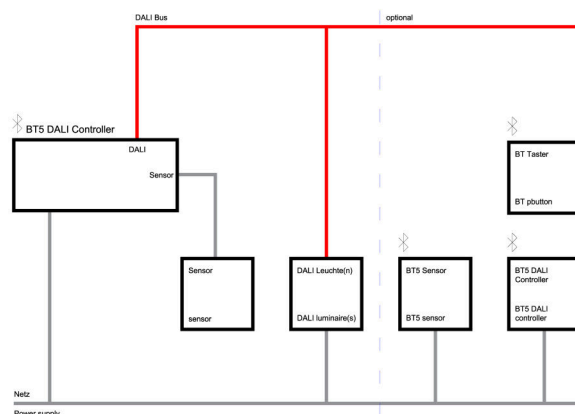 DALI Bus
optional
BT5 DALI Controller
DALI
Sensor
BT Taster
BT pbutton
Sensor
sensor
DALI Leuchte(n)
DALI luminaire(s)
BT5 Sensor
BT5 sensor
BT5 DALI
Controller
BT5 DALI
controller
Netz
Power supply